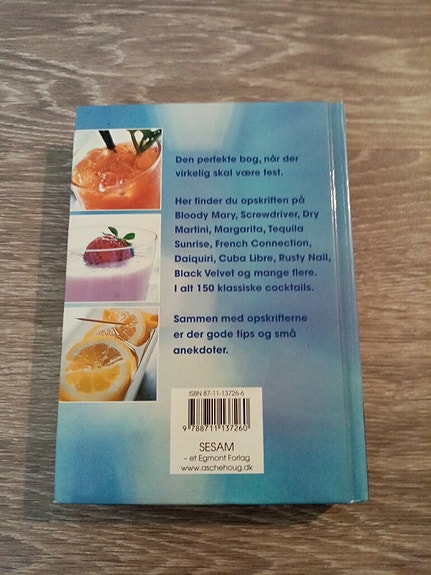 Den perfekte bog, når der
virkelig skal være fest.
Her finder du opskriften på
Bloody Mary, Screwdriver, Dry
Martini, Margarita, Tequila
Sunrise, French Connection,
Daiquiri, Cuba Libre, Rusty Nail,
Black Velvet og mange flere.
I alt 150 klassiske cocktails.
Sammen med opskrifterne
er der gode tips og små
anekdoter.
ISBN 87-11-13726-6
9 788711 137260
SESAM
– et Egmont Forlag
www.aschehoug.dk